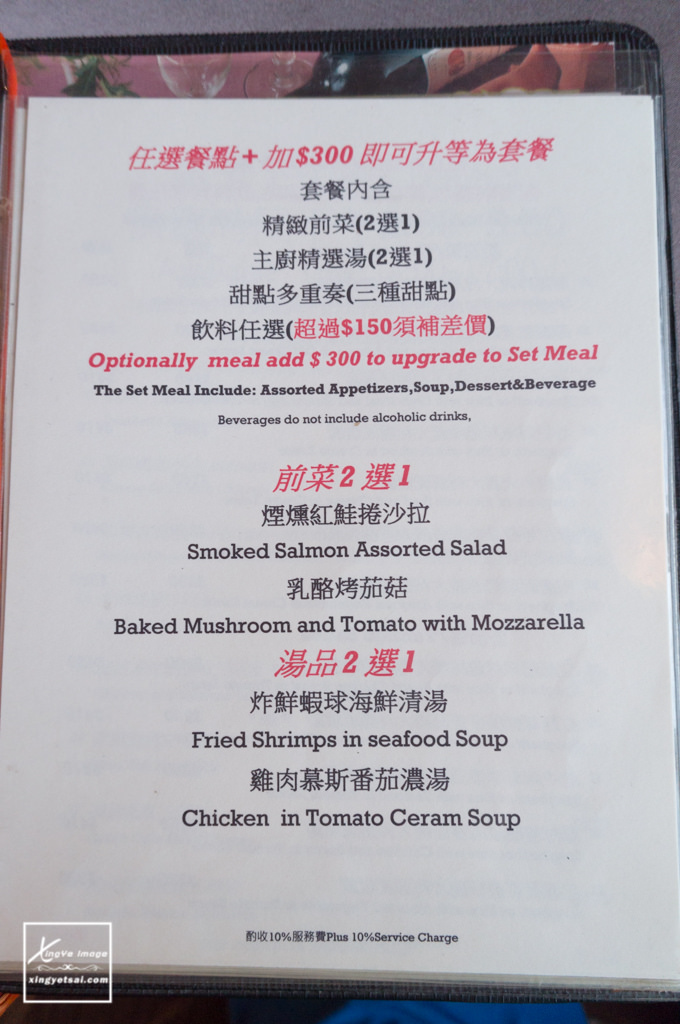 任選餐點+加$300即可升等為套餐
套餐內含
精緻前菜(2選1)
主廚精選湯(2選1)
甜點多重奏(三種甜點)
飲料任選(超過$150須補差價)
Optionally meal add $ 300 to upgrade to Set Meal
The Set Meal Include: Assorted Appetizers,Soup,Dessert&Beverage
Beverages do not include alcoholic drinks,
前菜2選1
煙燻紅鮭捲沙拉
Smoked Salmon Assorted Salad
乳酪烤茄菇
Baked Mushroom and Tomato with Mozzarella
湯品2選1
炸鮮蝦球海鮮清湯
Fried Shrimps in seafood Soup
雞肉慕斯番茄濃湯
Chicken in Tomato Ceram Soup
酌收10%服務費Plus 10%Service Charge
XingYe image
xingyetsai.com